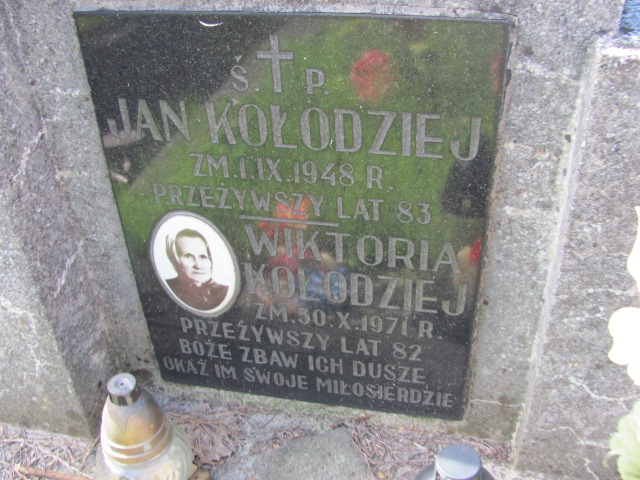 Ś. † P.
JAN KOŁODZIEJ
ZM.1.IX.1948 R.
PRZEŻYWSZY LAT 83
WIKTORIA
KOŁODZIEJ
ZM.30.X.1971 R.
PRZEŻYWSZY LAT 82
BOŻE ZBAW ICH DUSZE
OKAŻ IM SWOJE MIŁOSIERDZIE